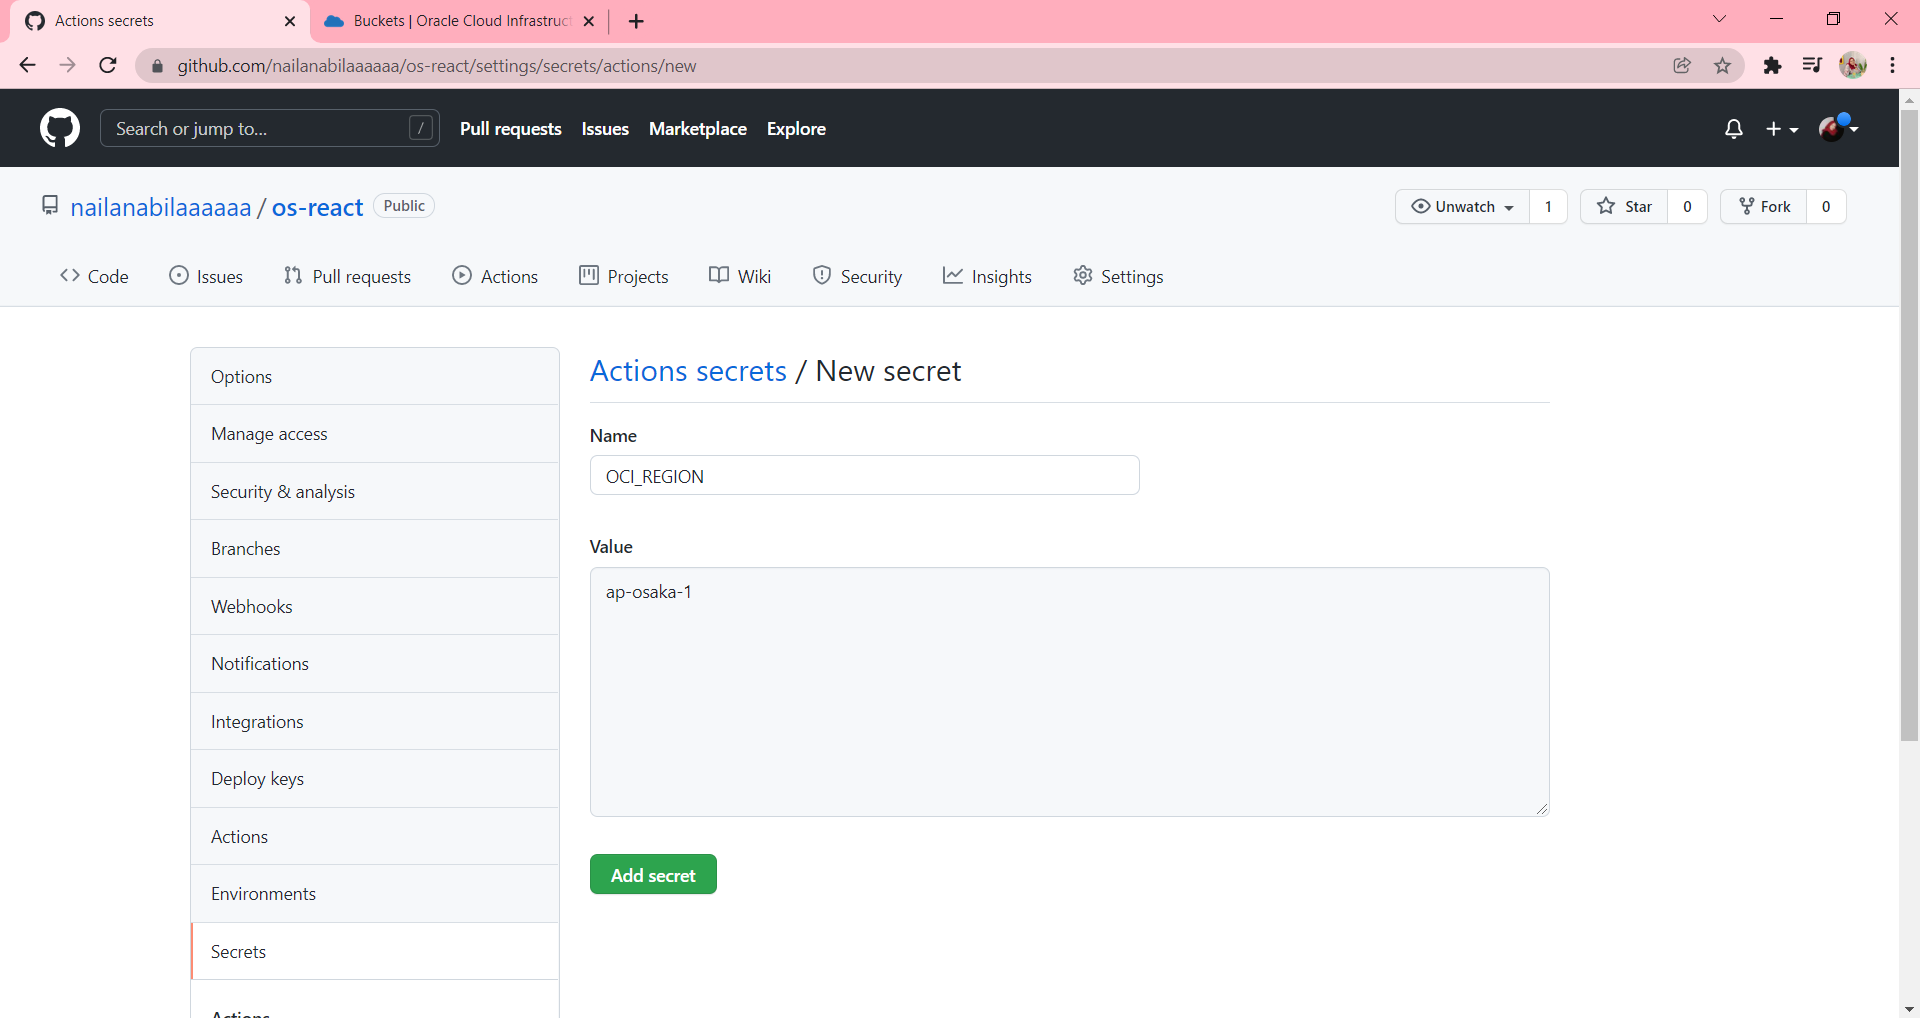 Actions secrets
Buckets | Oracle Cloud Infrastruct
github.com/nailanabilaaaaaa/os-react/settings/secrets/actions/new
Search or jump to... /
Pull requests Issues Marketplace Explore
nailanabilaaaaaa / os-react Public
Unwatch 1 Star 0 Fork 0
Code Issues Pull requests Actions Projects Wiki Security Insights Settings
Options
Manage access
Security & analysis
Branches
Webhooks
Notifications
Integrations
Deploy keys
Actions
Environments
Secrets
Actions
Actions secrets / New secret
Name
OCI_REGION
Value
ap-osaka-1
Add secret